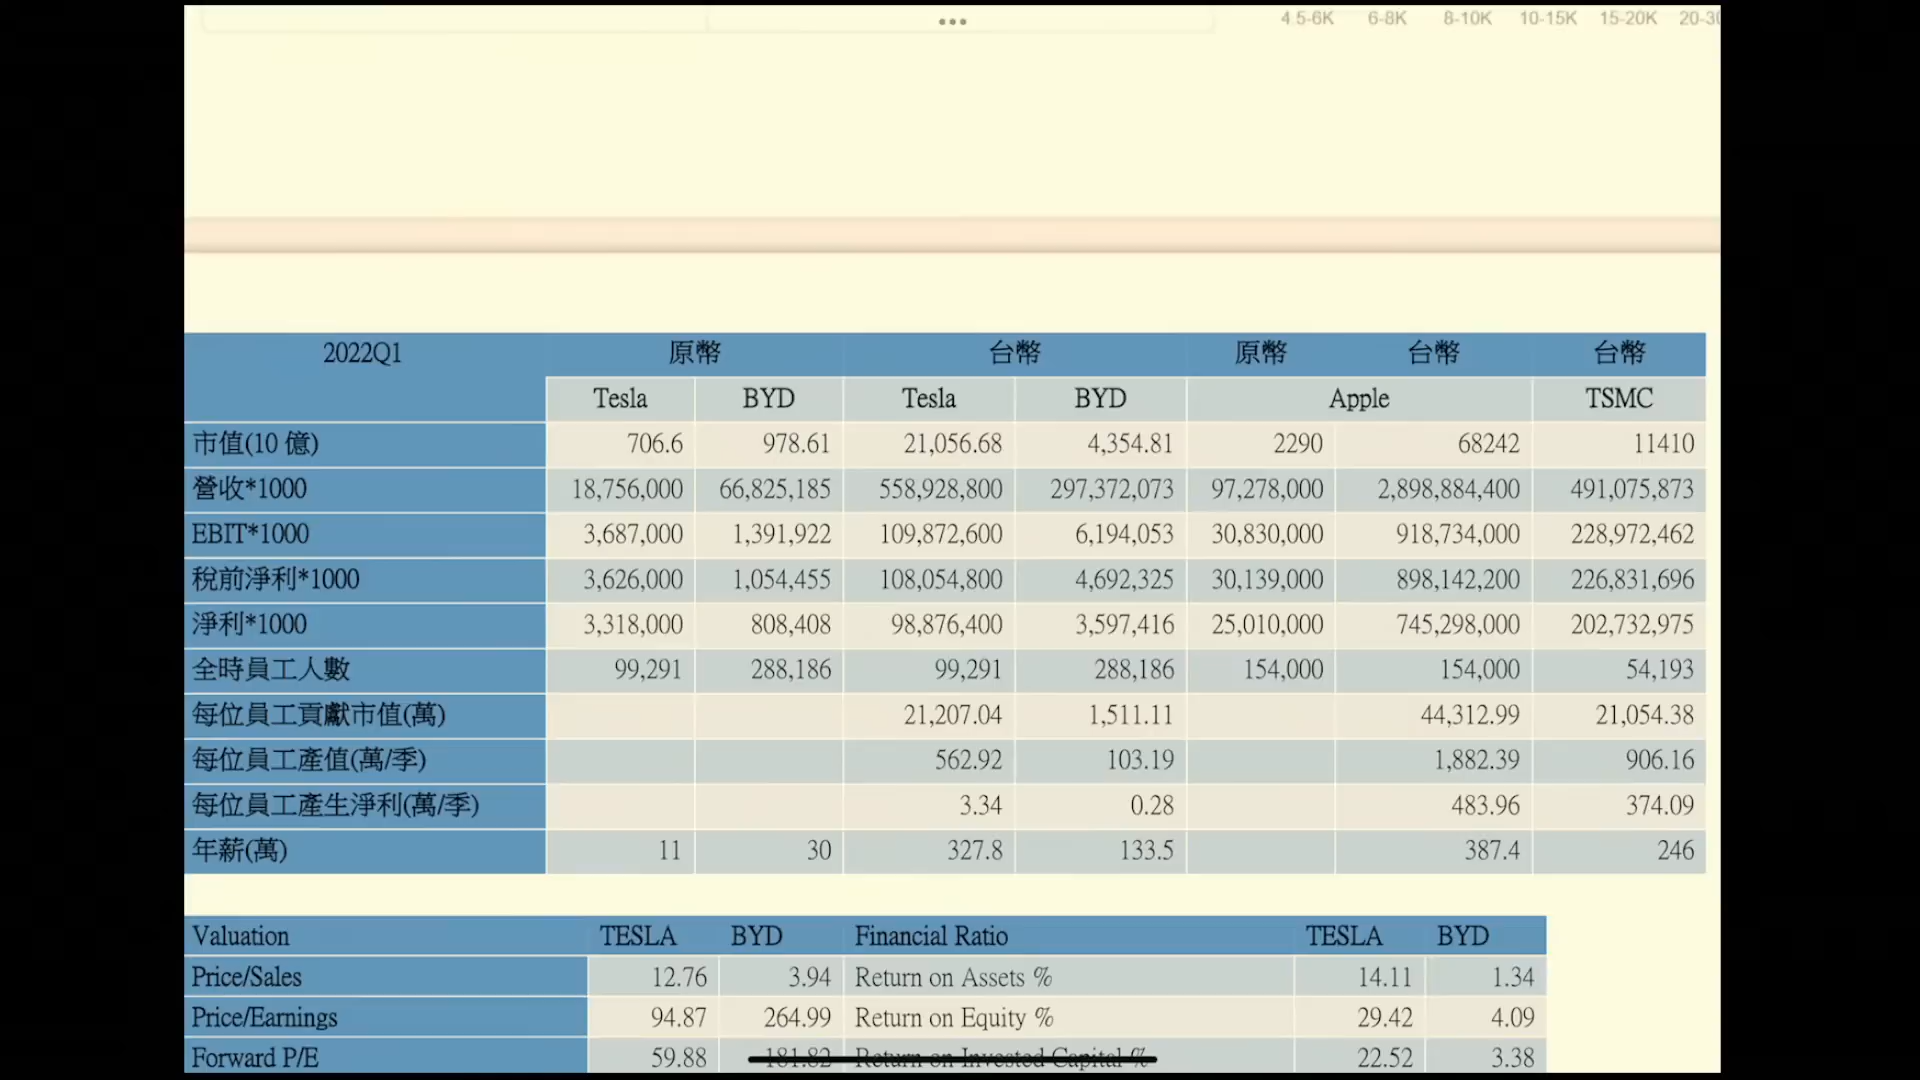 4.5-6K 6-8K 8-10K 10-15K 15-20K 20-30
2022Q1 原幣 台幣 原幣 台幣 台幣
Tesla BYD Tesla BYD Apple TSMC
市值(10 億) 706.6 978.61 21,056.68 4,354.81 2290 68242 11410
營收*1000 18,756,000 66,825,185 558,928,800 297,372,073 97,278,000 2,898,884,400 491,075,873
EBIT*1000 3,687,000 1,391,922 109,872,600 6,194,053 30,830,000 918,734,000 228,972,462
稅前淨利*1000 3,626,000 1,054,455 108,054,800 4,692,325 30,139,000 898,142,200 226,831,696
淨利*1000 3,318,000 808,408 98,876,400 3,597,416 25,010,000 745,298,000 202,732,975
全時員工人數 99,291 288,186 99,291 288,186 154,000 154,000 54,193
每位員工貢獻市值(萬) 21,207.04 1,511.11 44,312.99 21,054.38
每位員工產值(萬/季) 562.92 103.19 1,882.39 906.16
每位員工產生淨利(萬/季) 3.34 0.28 483.96 374.09
年薪(萬) 11 30 327.8 133.5 387.4 246
Valuation TESLA BYD Financial Ratio TESLA BYD
Price/Sales 12.76 3.94 Return on Assets % 14.11 1.34
Price/Earnings 94.87 264.99 Return on Equity % 29.42 4.09
Forward P/E 59.88 181.82 Return on Invested Capital % 22.52 3.38